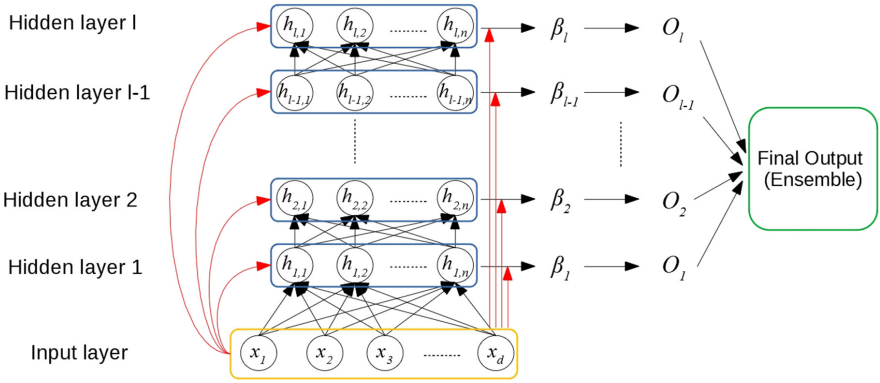 Hidden layer l h_{l,1} h_{l,2} ........ h_{l,n} β_l O_l
Hidden layer l-1 h_{l-1,1} h_{l-1,2} ........ h_{l-1,n} β_{l-1} O_{l-1}
Final Output
(Ensemble)
Hidden layer 2 h_{2,1} h_{2,2} ........ h_{2,n} β_2 O_2
Hidden layer 1 h_{1,1} h_{1,2} ........ h_{1,n} β_1 O_1
Input layer x_1 x_2 x_3 ........ x_d